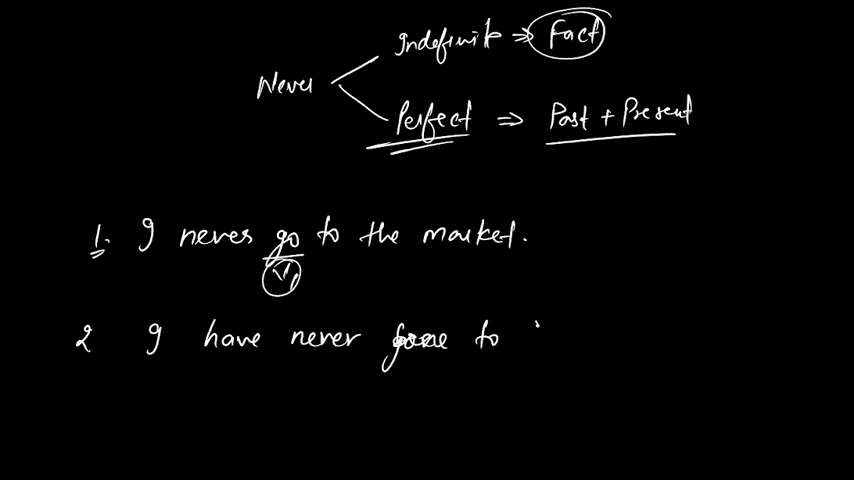 Indefinite ⇒ Fact
Never
Perfect ⇒ Past + Present
1. I never go to the market.
V1
2 I have never gone to